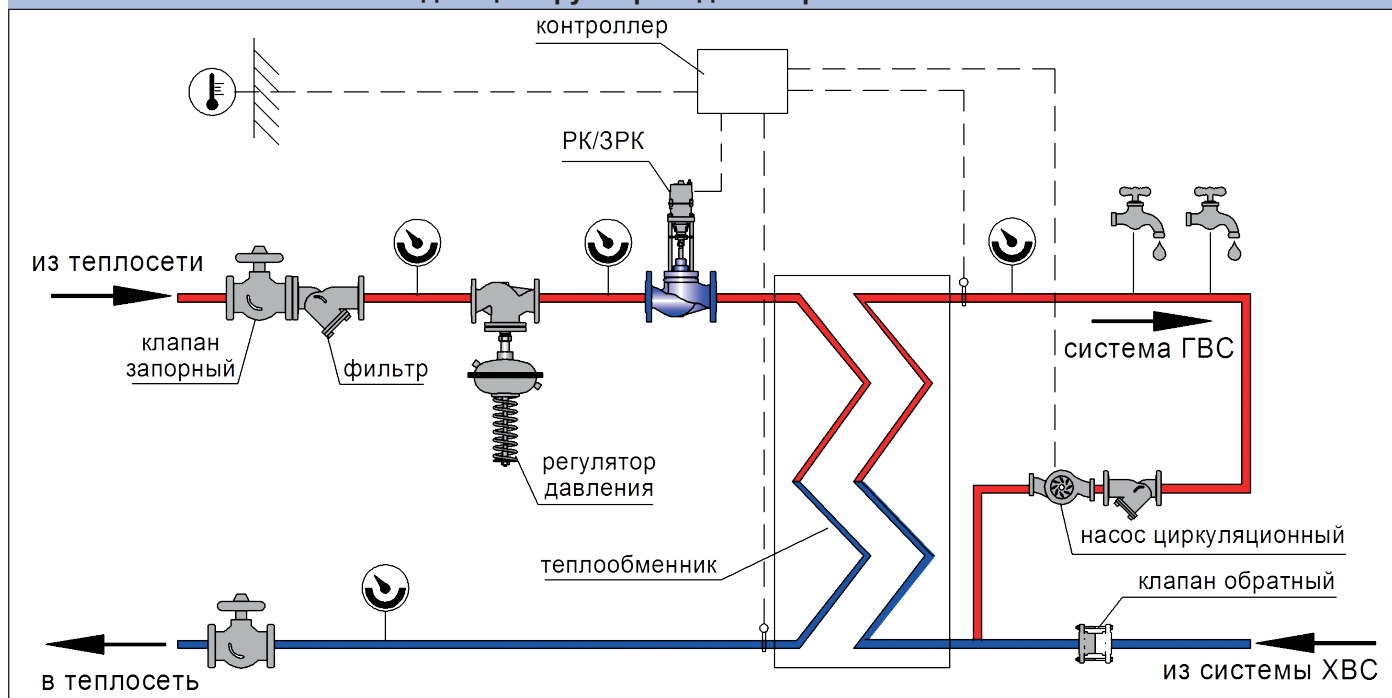 контроллер
РК/ЗРК
из теплосети
клапан
запорный
фильтр
регулятор
давления
система ГВС
насос циркуляционный
теплообменник
клапан обратный
в теплосеть
из системы ХВС